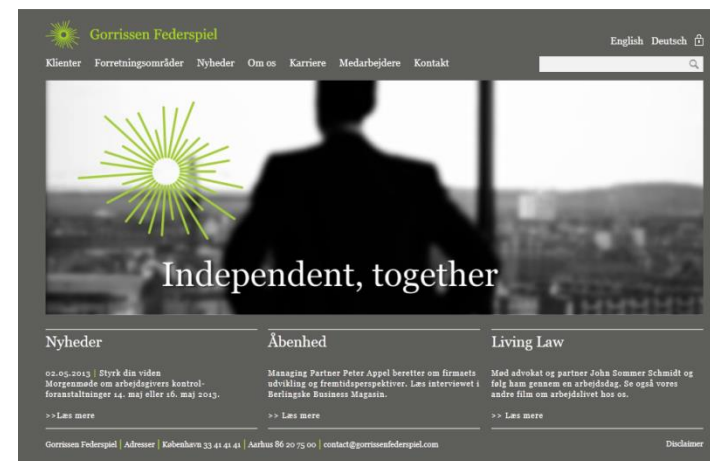 Gorrissen Federspiel
English Deutsch
Klienter Forretningsområder Nyheder Om os Karriere Medarbejdere Kontakt
Independent, together
Nyheder
02.05.2013 | Styrk din viden
Morgenmøde om arbejdsgivers kontrol-
foranstaltninger 14. maj eller 16. maj 2013.
>>Læs mere
Åbenhed
Managing Partner Peter Appel beretter om firmaets
udvikling og fremtidsperspektiver. Læs interviewet i
Berlingske Business Magasin.
>> Læs mere
Living Law
Mød advokat og partner John Sommer Schmidt og
følg ham gennem en arbejdsdag. Se også vores
andre film om arbejdslivet hos os.
>> Læs mere
Gorrissen Federspiel | Adresser | København 33 41 41 41 | Aarhus 86 20 75 00 | contact@gorrissenfederspiel.com
Disclaimer